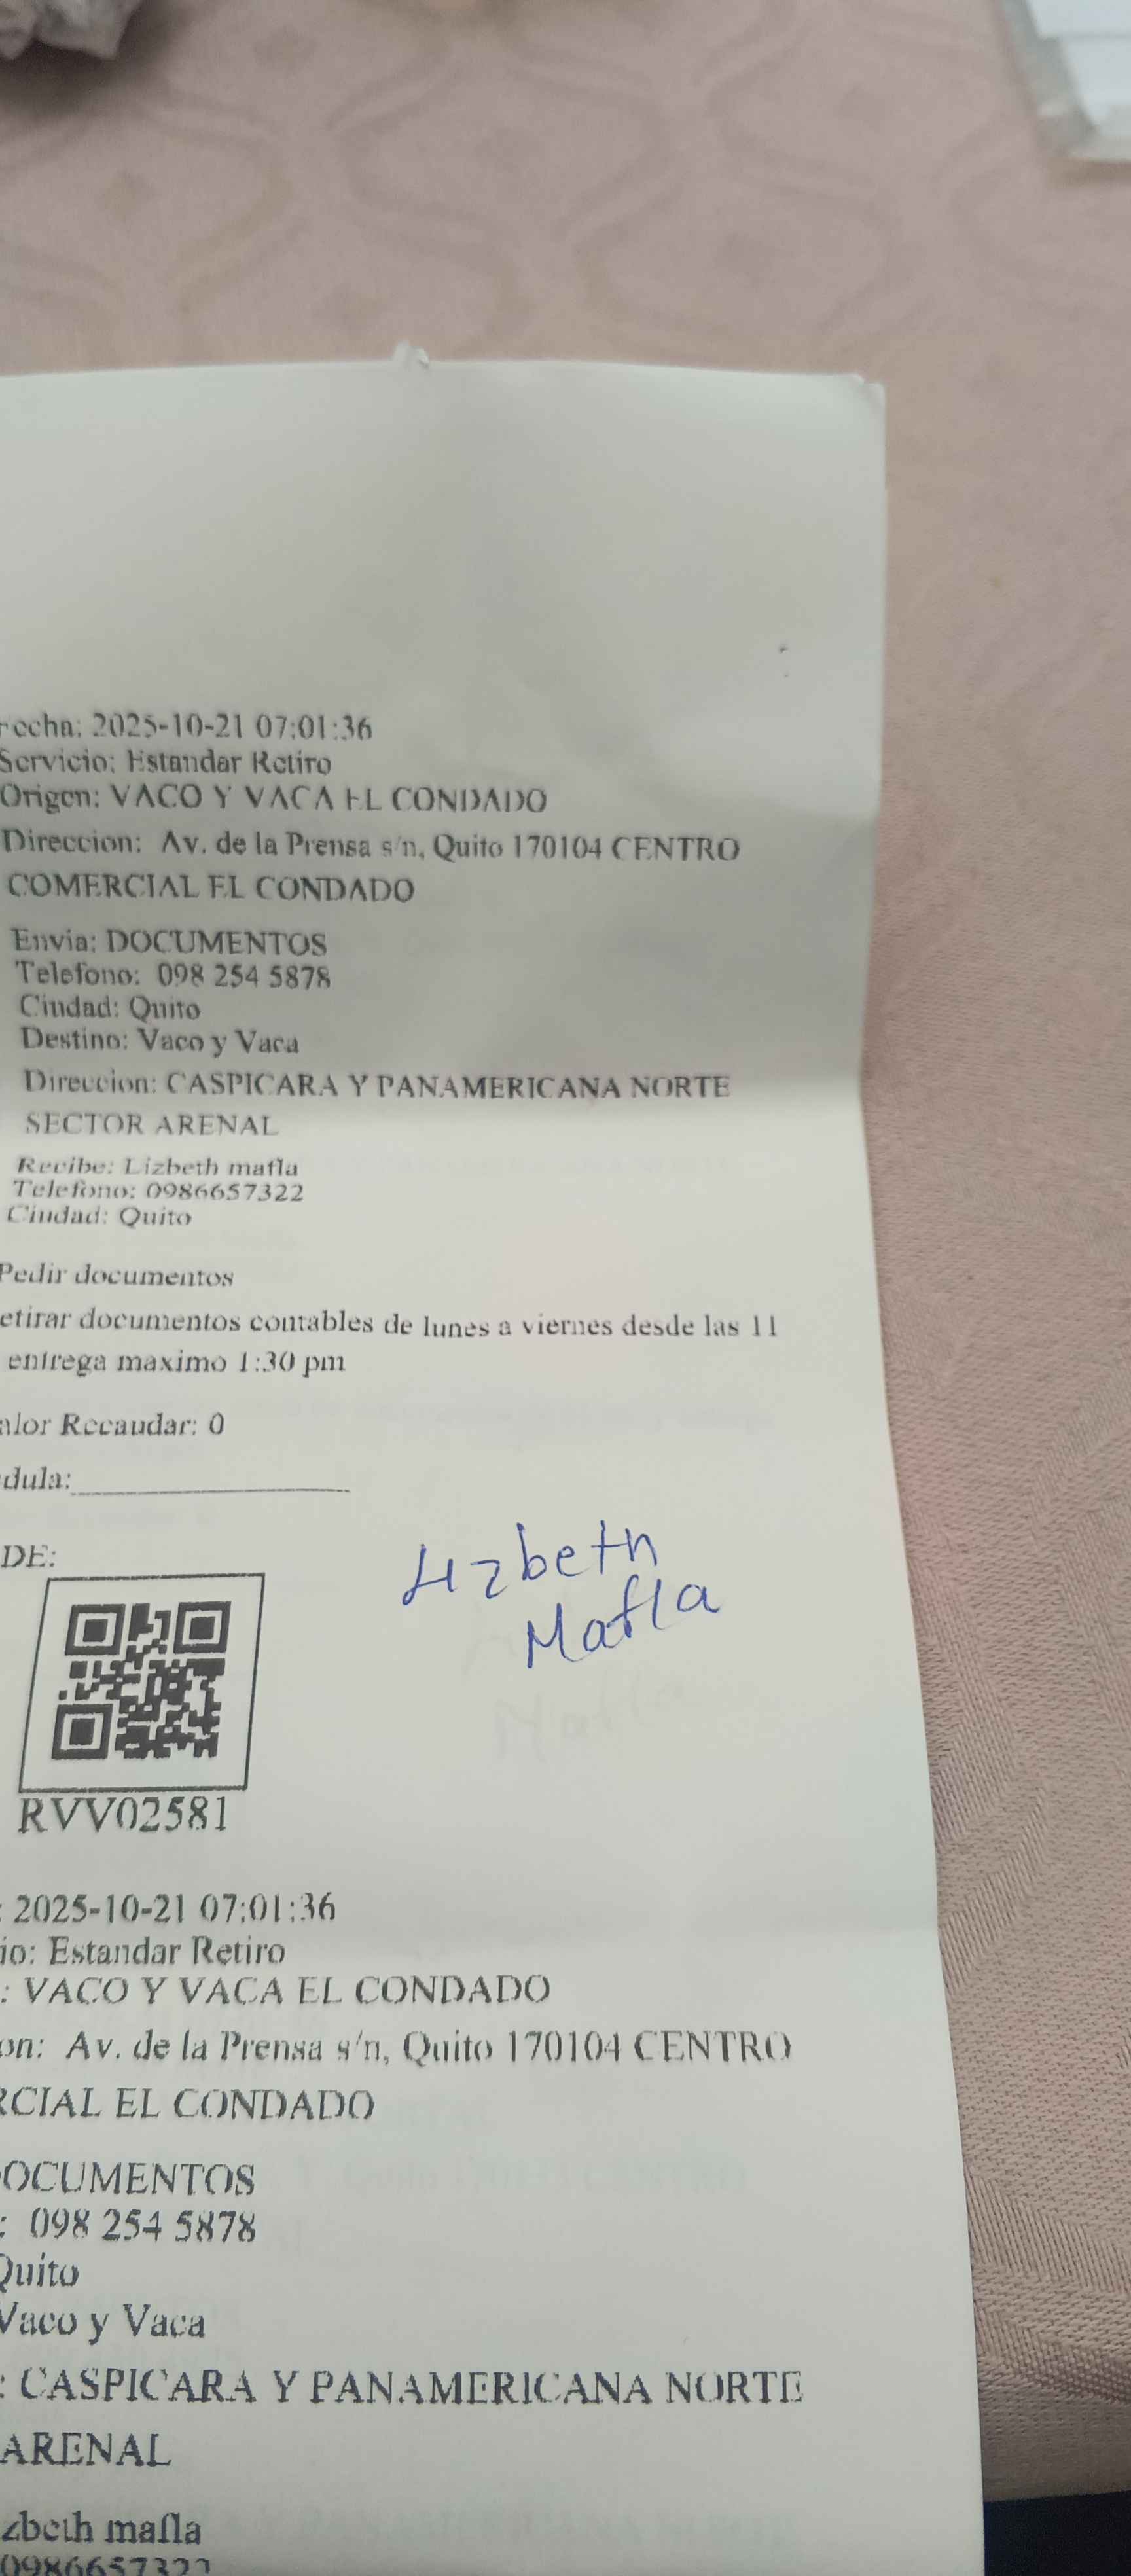 Fecha: 2025-10-21 07:01:36
Servicio: Estandar Retiro
Origen: VACO Y VACA EL CONDADO
Direccion: Av. de la Prensa s/n, Quito 170104 CENTRO
COMERCIAL EL CONDADO
Envia: DOCUMENTOS
Telefono: 098 254 5878
Ciudad: Quito
Destino: Vaco y Vaca
Direccion: CASPICARA Y PANAMERICANA NORTE
SECTOR ARENAL
Recibe: Lizbeth mafla
Telefono: 0986657322
Ciudad: Quito
Pedir documentos
etirar documentos contables de lunes a viernes desde las 11
entrega maximo 1:30 pm
alor Recaudar: 0
dula:
DE:
Lizbeth
Mafla
RVV02581
: 2025-10-21 07:01:36
io: Estandar Retiro
: VACO Y VACA EL CONDADO
on: Av. de la Prensa s/n, Quito 170104 CENTRO
RCIAL EL CONDADO
OCUMENTOS
: 098 254 5878
Quito
Vaco y Vaca
: CASPICARA Y PANAMERICANA NORTE
ARENAL
zbeth mafla
0986657322